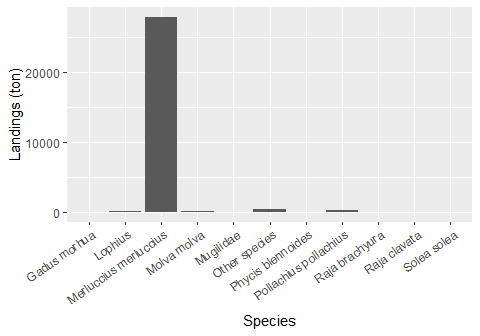 Landings (ton)
20000
10000
0
Gadus morhua
Lophius
Merluccius merluccius
Molva molva
Mugilidae
Other species
Phycis blennoides
Pollachius pollachius
Raja brachyura
Raja clavata
Solea solea
Species